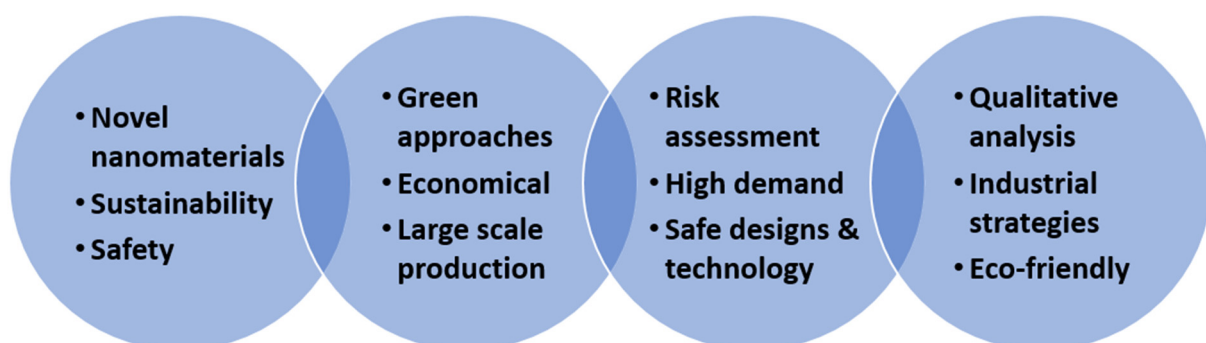 • Novel
nanomaterials
• Sustainability
• Safety
• Green
approaches
• Economical
• Large scale
production
• Risk
assessment
• High demand
• Safe designs &
technology
• Qualitative
analysis
• Industrial
strategies
• Eco-friendly